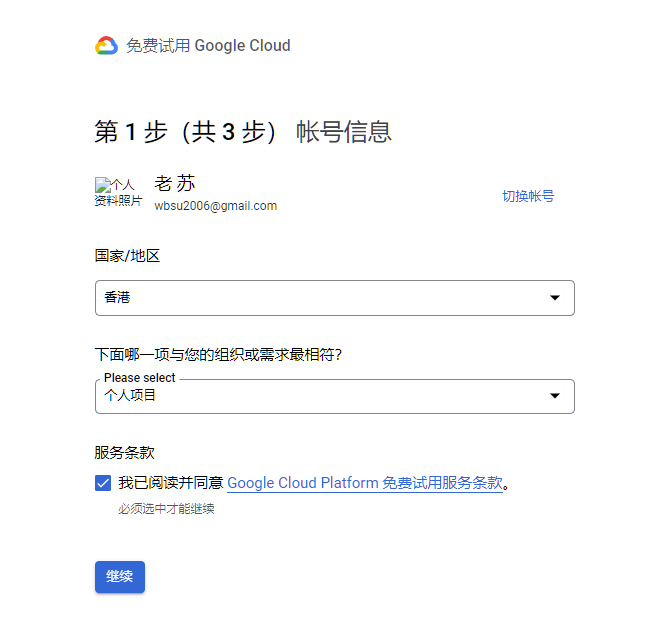 免费试用 Google Cloud
第 1 步（共 3 步） 帐号信息
个人
资料照片
老 苏
wbsu2006@gmail.com
切换帐号
国家/地区
香港
下面哪一项与您的组织或需求最相符？
Please select
个人项目
服务条款
我已阅读并同意 Google Cloud Platform 免费试用服务条款。
必须选中才能继续
继续